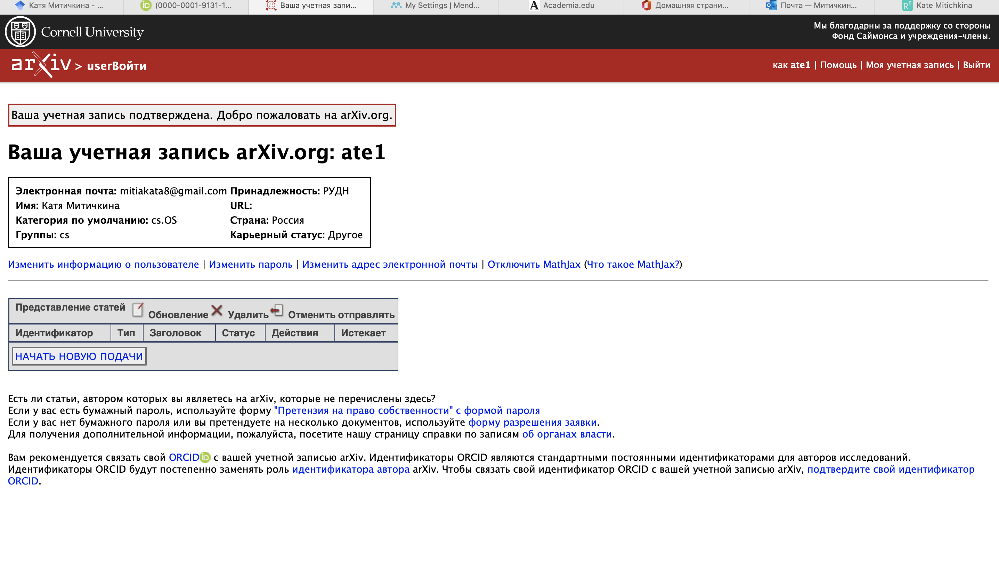 Катя Митичкина - ...
(0000-0001-9131-1...
Ваша учетная запи...
My Settings | Mend...
Academia.edu
Домашняя страни...
Почта — Митичкин...
Kate Mitichkina
Cornell University
Мы благодарны за поддержку со стороны
Фонд Саймонса и учреждения-члены.
arXiv > userВойти
как ate1 | Помощь | Моя учетная запись | Выйти
Ваша учетная запись подтверждена. Добро пожаловать на arXiv.org.
Ваша учетная запись arXiv.org: ate1
Электронная почта: mitiakata8@gmail.com Принадлежность: РУДН
Имя: Катя Митичкина URL:
Категория по умолчанию: cs.OS Страна: Россия
Группы: cs Карьерный статус: Другое
Изменить информацию о пользователе | Изменить пароль | Изменить адрес электронной почты | Отключить MathJax (Что такое MathJax?)
Представление статей Обновление Удалить Отменить отправлять
Идентификатор Тип Заголовок Статус Действия Истекает
НАЧАТЬ НОВУЮ ПОДАЧИ
Есть ли статьи, автором которых вы являетесь на arXiv, которые не перечислены здесь?
Если у вас есть бумажный пароль, используйте форму "Претензия на право собственности" с формой пароля
Если у вас нет бумажного пароля или вы претендуете на несколько документов, используйте форму разрешения заявки.
Для получения дополнительной информации, пожалуйста, посетите нашу страницу справки по записям об органах власти.
Вам рекомендуется связать свой ORCID iD с вашей учетной записью arXiv. Идентификаторы ORCID являются стандартными постоянными идентификаторами для авторов исследований.
Идентификаторы ORCID будут постепенно заменять роль идентификатора автора arXiv. Чтобы связать свой идентификатор ORCID с вашей учетной записью arXiv, подтвердите свой идентификатор
ORCID.